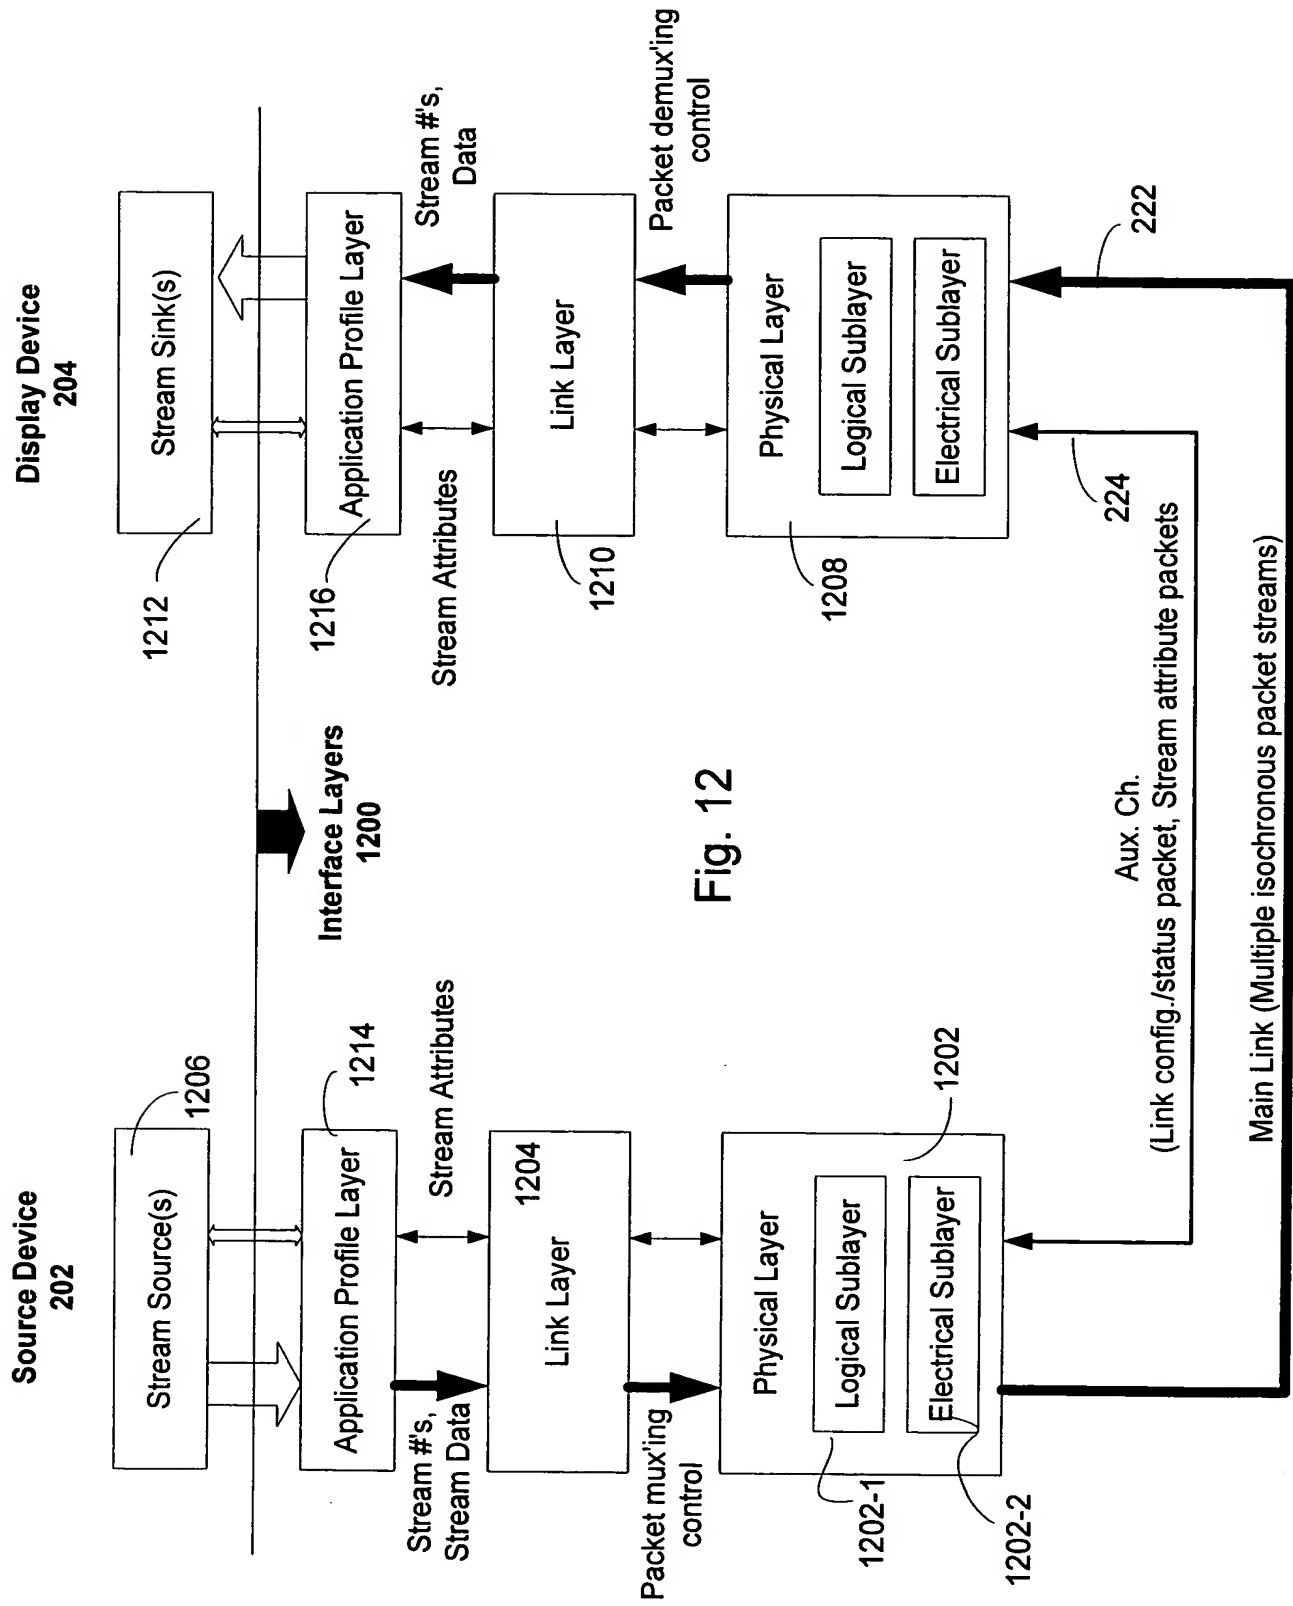 Source Device
202
Stream Source(s)
1206
Application Profile Layer
1214
Stream #'s,
Stream Data
Stream Attributes
1204
Link Layer
Packet mux'ing
control
Physical Layer
1202
Logical Sublayer
1202-1
Electrical Sublayer
1202-2
Interface Layers
1200
Fig. 12
Aux. Ch.
(Link config./status packet, Stream attribute packets
Main Link (Multiple isochronous packet streams)
Display Device
204
Stream Sink(s)
1212
Application Profile Layer
1216
Stream Attributes
Stream #'s,
Data
Link Layer
1210
Packet demux'ing
control
Physical Layer
1208
Logical Sublayer
Electrical Sublayer
224
222